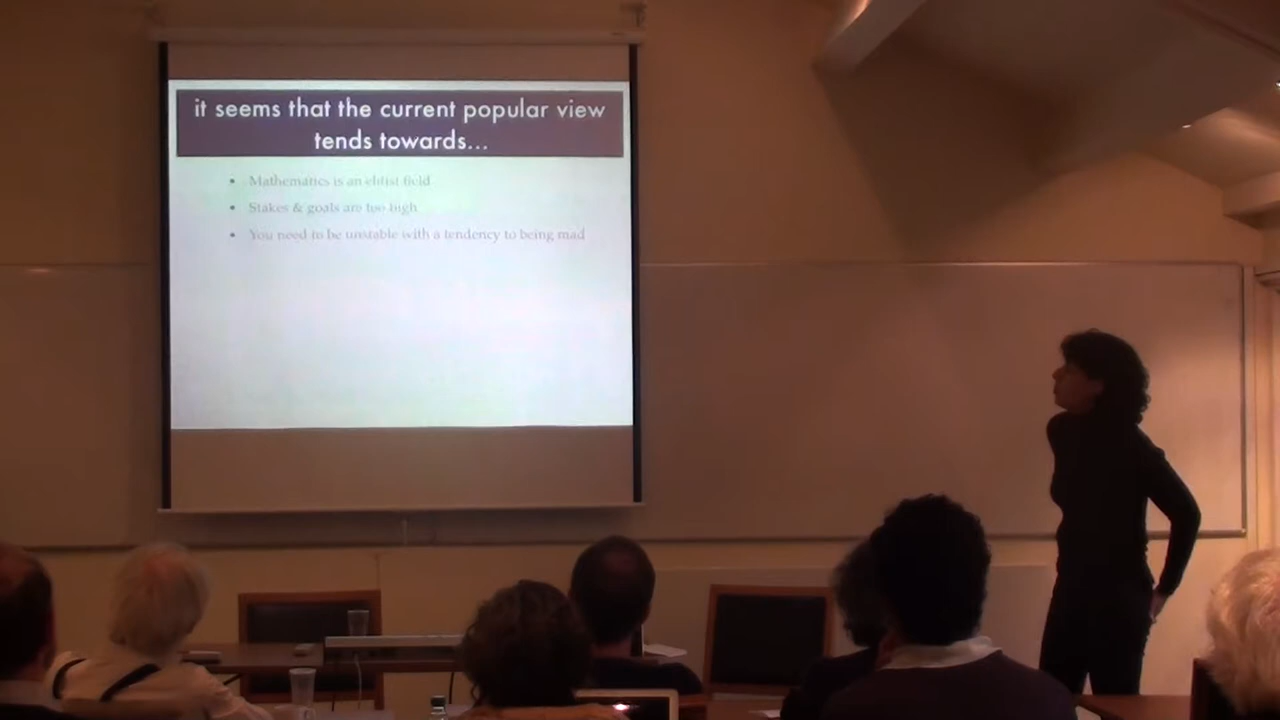 it seems that the current popular view
tends towards...
• Mathematics is an elitist field
• Stakes & goals are too high
• You need to be unstable with a tendency to being mad